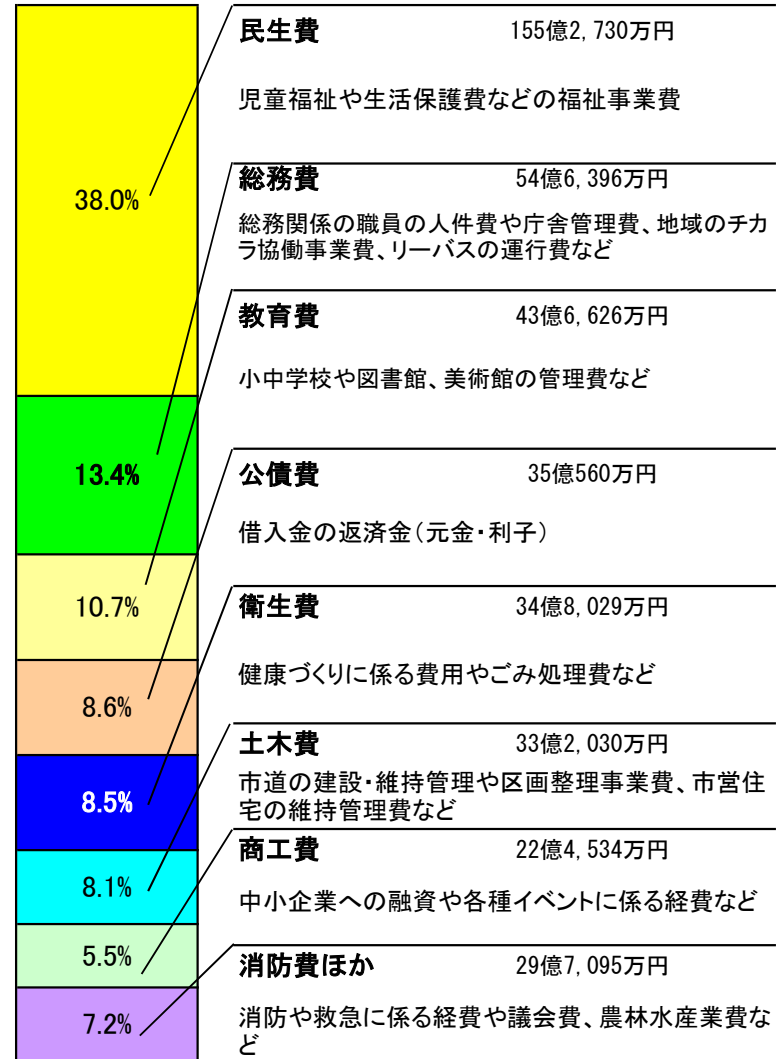 民生費 155億2,730万円
児童福祉や生活保護費などの福祉事業費
38.0%
総務費 54億6,396万円
総務関係の職員の人件費や庁舎管理費、地域のチカ
ラ協働事業費、リーバスの運行費など
教育費 43億6,626万円
小中学校や図書館、美術館の管理費など
13.4%
公債費 35億560万円
借入金の返済金(元金・利子)
10.7%
衛生費 34億8,029万円
健康づくりに係る費用やごみ処理費など
8.6%
土木費 33億2,030万円
市道の建設・維持管理や区画整理事業費、市営住
宅の維持管理費など
8.5%
商工費 22億4,534万円
中小企業への融資や各種イベントに係る経費など
8.1%
5.5%
消防費ほか 29億7,095万円
消防や救急に係る経費や議会費、農林水産業費な
ど
7.2%